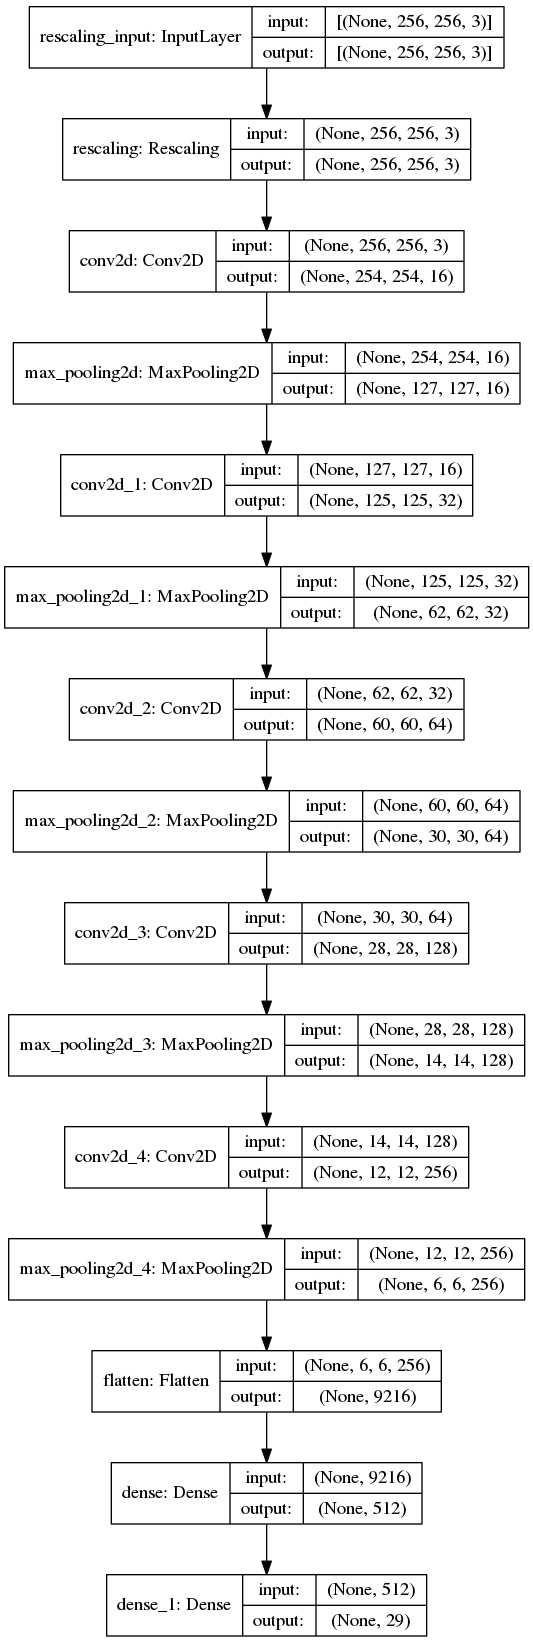 rescaling_input: InputLayer
input: [(None, 256, 256, 3)]
output: [(None, 256, 256, 3)]
rescaling: Rescaling
input: (None, 256, 256, 3)
output: (None, 256, 256, 3)
conv2d: Conv2D
input: (None, 256, 256, 3)
output: (None, 254, 254, 16)
max_pooling2d: MaxPooling2D
input: (None, 254, 254, 16)
output: (None, 127, 127, 16)
conv2d_1: Conv2D
input: (None, 127, 127, 16)
output: (None, 125, 125, 32)
max_pooling2d_1: MaxPooling2D
input: (None, 125, 125, 32)
output: (None, 62, 62, 32)
conv2d_2: Conv2D
input: (None, 62, 62, 32)
output: (None, 60, 60, 64)
max_pooling2d_2: MaxPooling2D
input: (None, 60, 60, 64)
output: (None, 30, 30, 64)
conv2d_3: Conv2D
input: (None, 30, 30, 64)
output: (None, 28, 28, 128)
max_pooling2d_3: MaxPooling2D
input: (None, 28, 28, 128)
output: (None, 14, 14, 128)
conv2d_4: Conv2D
input: (None, 14, 14, 128)
output: (None, 12, 12, 256)
max_pooling2d_4: MaxPooling2D
input: (None, 12, 12, 256)
output: (None, 6, 6, 256)
flatten: Flatten
input: (None, 6, 6, 256)
output: (None, 9216)
dense: Dense
input: (None, 9216)
output: (None, 512)
dense_1: Dense
input: (None, 512)
output: (None, 29)